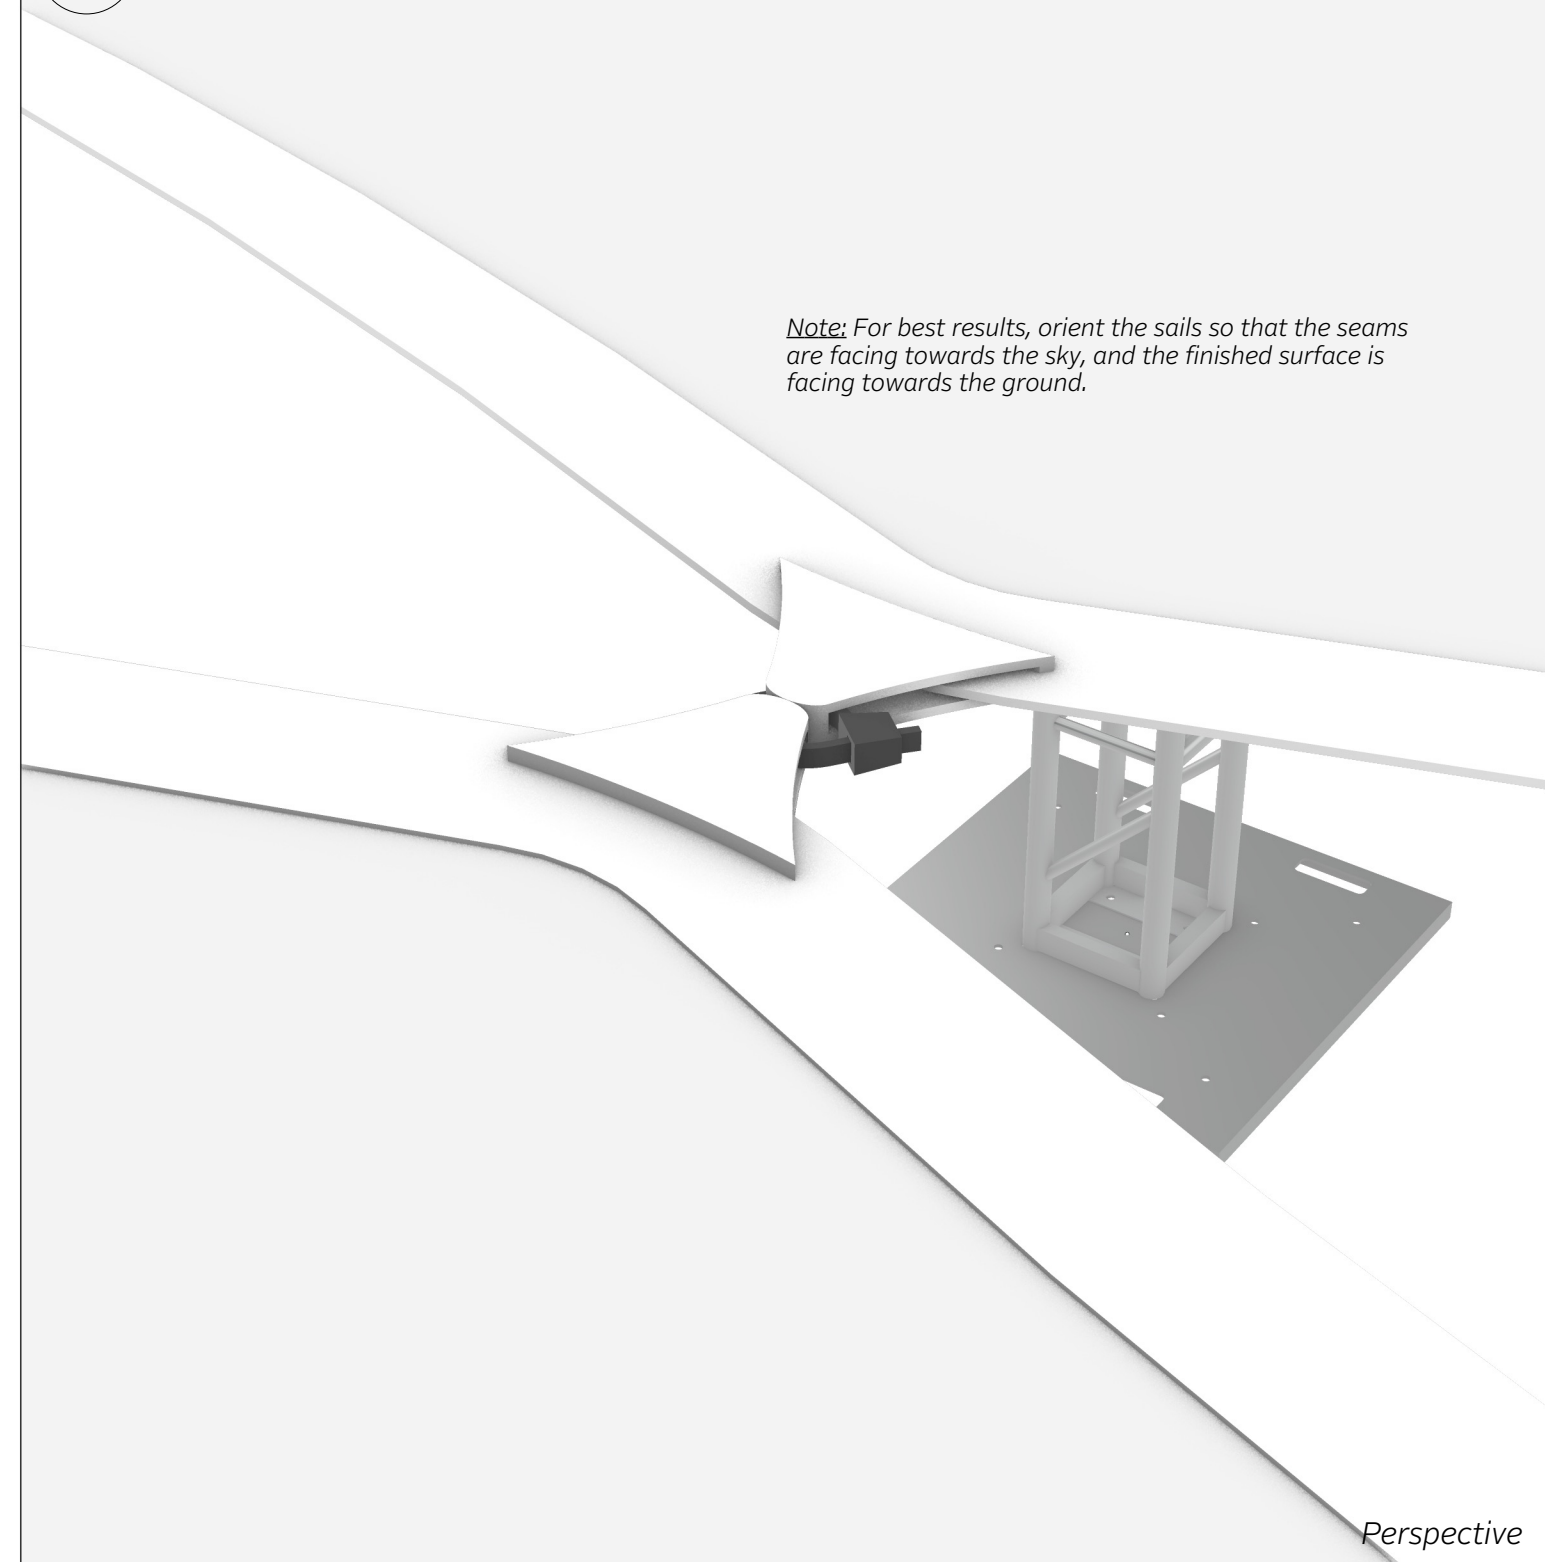 Note: For best results, orient the sails so that the seams
are facing towards the sky, and the finished surface is
facing towards the ground.
Perspective